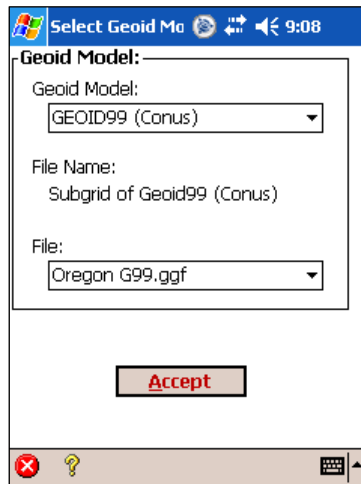 Select Geoid Mo 9:08
Geoid Model:
Geoid Model:
GEOID99 (Conus)
File Name:
Subgrid of Geoid99 (Conus)
File:
Oregon G99.ggf
Accept